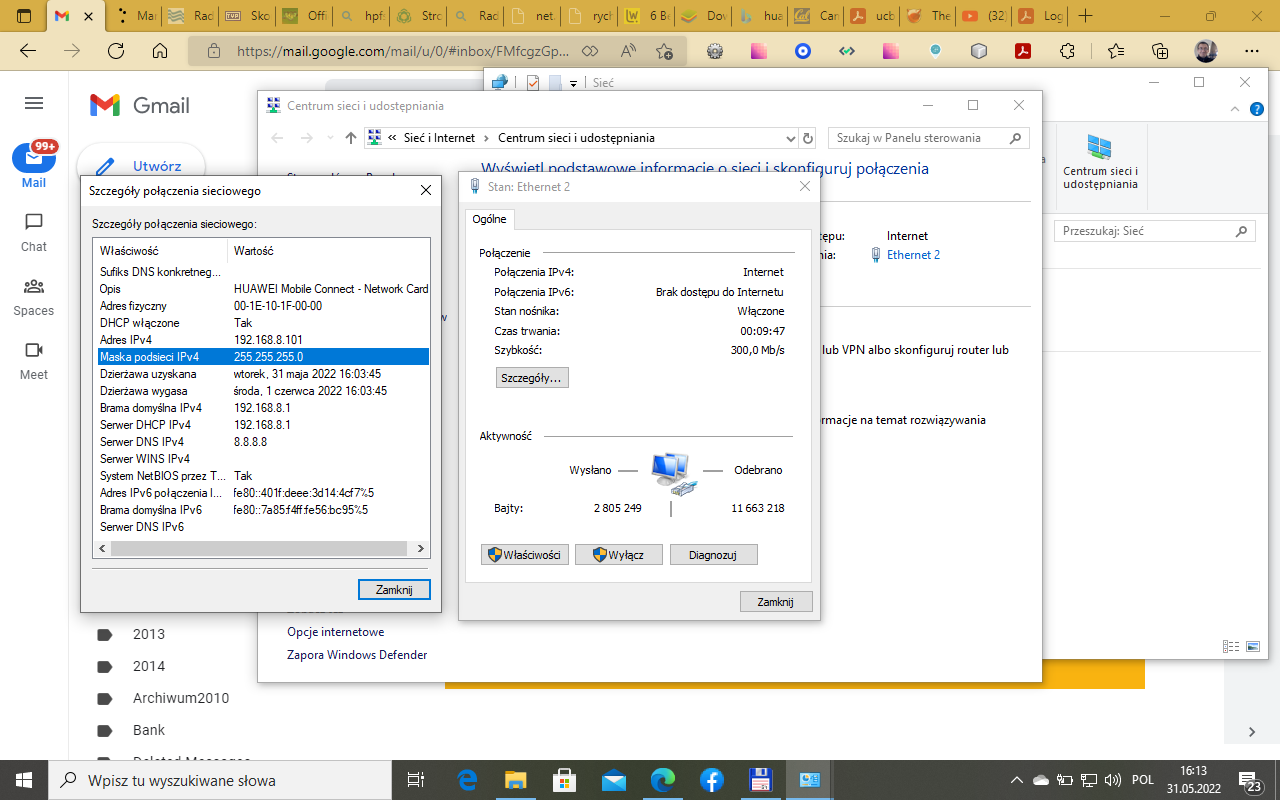 Mar
Rad
Sko
Offi
hpf
Strc
Rad
net.
rych
6 Be
Dov
hua
Can
ucb
The
(32)
Log
https://mail.google.com/mail/u/0/#inbox/FMfcgzGp...
Gmail
99+
Mail
Utwórz
Chat
Spaces
Meet
2013
2014
Archiwum2010
Bank
Deleted Messages
Sieć
Centrum sieci i udostępniania
Przeszukaj: Sieć
Centrum sieci i udostępniania
« Sieć i Internet › Centrum sieci i udostępniania
Szukaj w Panelu sterowania
Wyświetl podstawowe informacje o sieci i skonfiguruj połączenia
Internet
Ethernet 2
lub VPN albo skonfiguruj router lub
rmacje na temat rozwiązywania
Opcje internetowe
Zapora Windows Defender
Szczegóły połączenia sieciowego
Szczegóły połączenia sieciowego:
Właściwość Wartość
Sufiks DNS konkretneg...
Opis HUAWEI Mobile Connect - Network Card
Adres fizyczny 00-1E-10-1F-00-00
DHCP włączone Tak
Adres IPv4 192.168.8.101
Maska podsieci IPv4 255.255.255.0
Dzierżawa uzyskana wtorek, 31 maja 2022 16:03:45
Dzierżawa wygasa środa, 1 czerwca 2022 16:03:45
Brama domyślna IPv4 192.168.8.1
Serwer DHCP IPv4 192.168.8.1
Serwer DNS IPv4 8.8.8.8
Serwer WINS IPv4
System NetBIOS przez T... Tak
Adres IPv6 połączenia l... fe80::401f:deee:3d14:4cf7%5
Brama domyślna IPv6 fe80::7a85:f4ff:fe56:bc95%5
Serwer DNS IPv6
Zamknij
Stan: Ethernet 2
Ogólne
Połączenie
Połączenia IPv4: Internet
Połączenia IPv6: Brak dostępu do Internetu
Stan nośnika: Włączone
Czas trwania: 00:09:47
Szybkość: 300,0 Mb/s
Szczegóły...
Aktywność
Wysłano Odebrano
Bajty: 2 805 249 11 663 218
Właściwości
Wyłącz
Diagnozuj
Zamknij
Wpisz tu wyszukiwane słowa
POL
16:13
31.05.2022
23